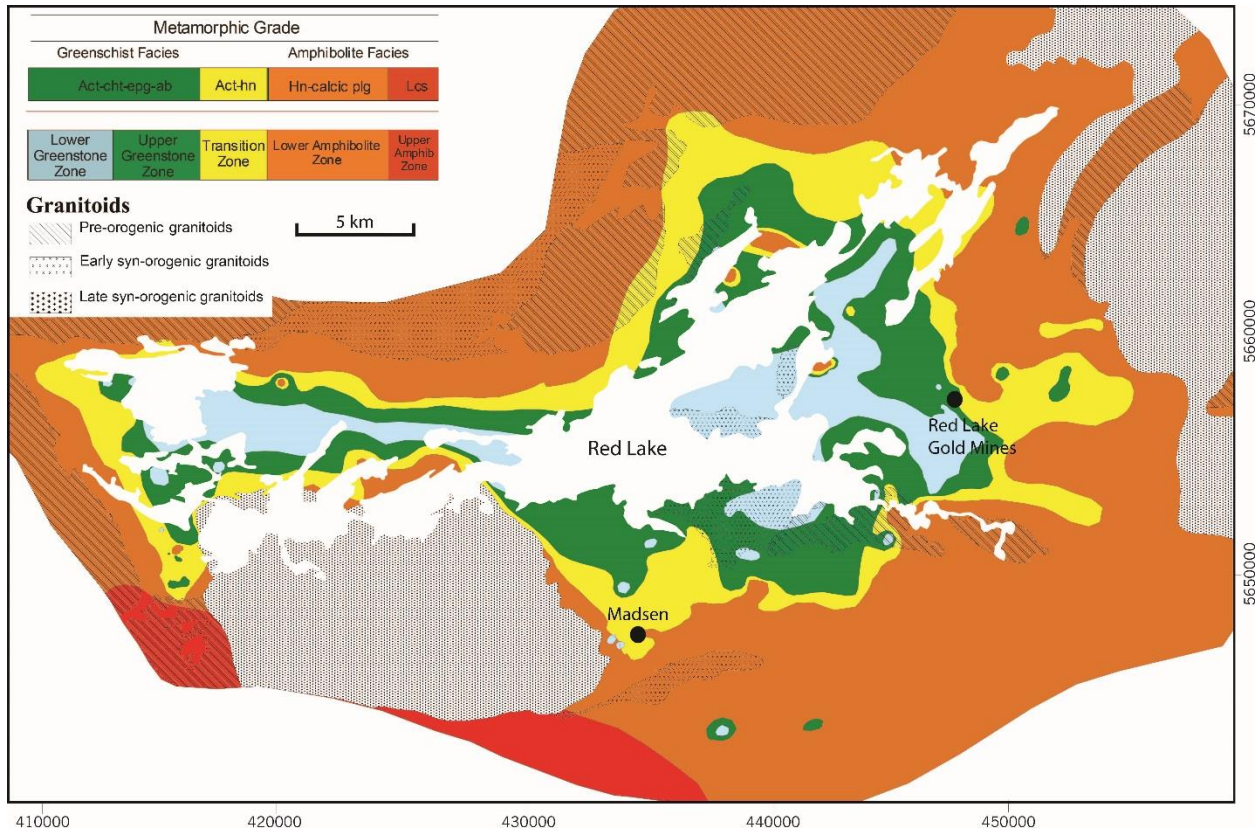 Metamorphic Grade
Greenschist Facies Amphibolite Facies
Act-cht-epg-ab Act-hn Hn-calcic plg Lcs
Lower Greenstone Zone
Upper Greenstone Zone
Transition Zone
Lower Amphibolite Zone
Upper Amphib Zone
Granitoids
Pre-orogenic granitoids
Early syn-orogenic granitoids
Late syn-orogenic granitoids
5 km
Red Lake
Red Lake
Gold Mines
Madsen
5670000
5660000
5650000
410000 420000 430000 440000 450000